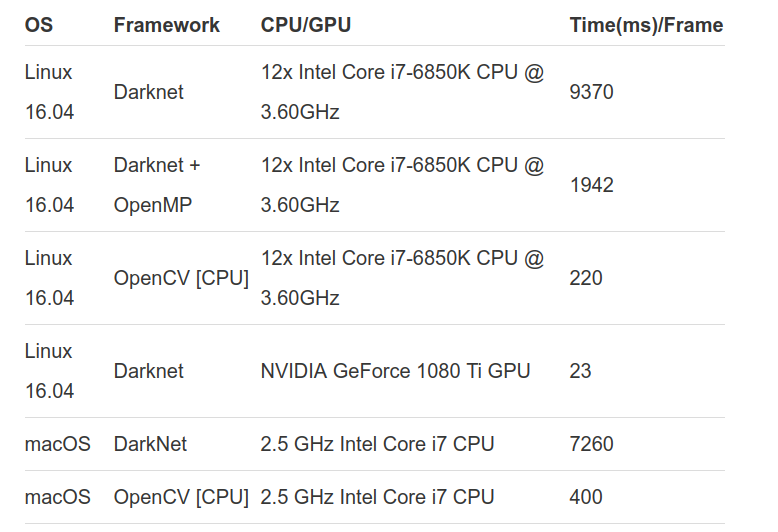 OS Framework CPU/GPU Time(ms)/Frame
Linux 16.04 Darknet 12x Intel Core i7-6850K CPU @ 3.60GHz 9370
Linux 16.04 Darknet + OpenMP 12x Intel Core i7-6850K CPU @ 3.60GHz 1942
Linux 16.04 OpenCV [CPU] 12x Intel Core i7-6850K CPU @ 3.60GHz 220
Linux 16.04 Darknet NVIDIA GeForce 1080 Ti GPU 23
macOS DarkNet 2.5 GHz Intel Core i7 CPU 7260
macOS OpenCV [CPU] 2.5 GHz Intel Core i7 CPU 400